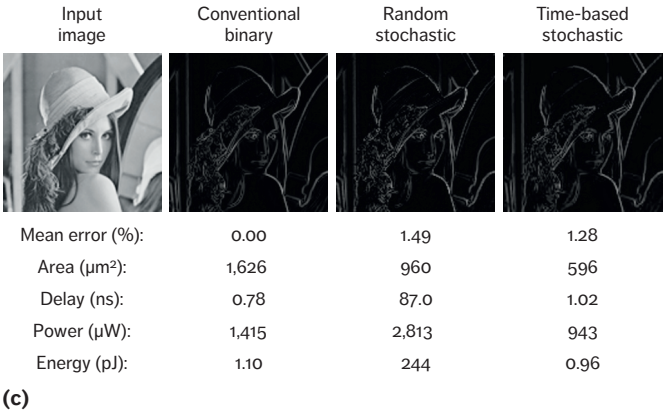 Input image
Conventional binary
Random stochastic
Time-based stochastic
Mean error (%): 0.00 1.49 1.28
Area (µm²): 1,626 960 596
Delay (ns): 0.78 87.0 1.02
Power (µW): 1,415 2,813 943
Energy (pJ): 1.10 244 0.96
(c)